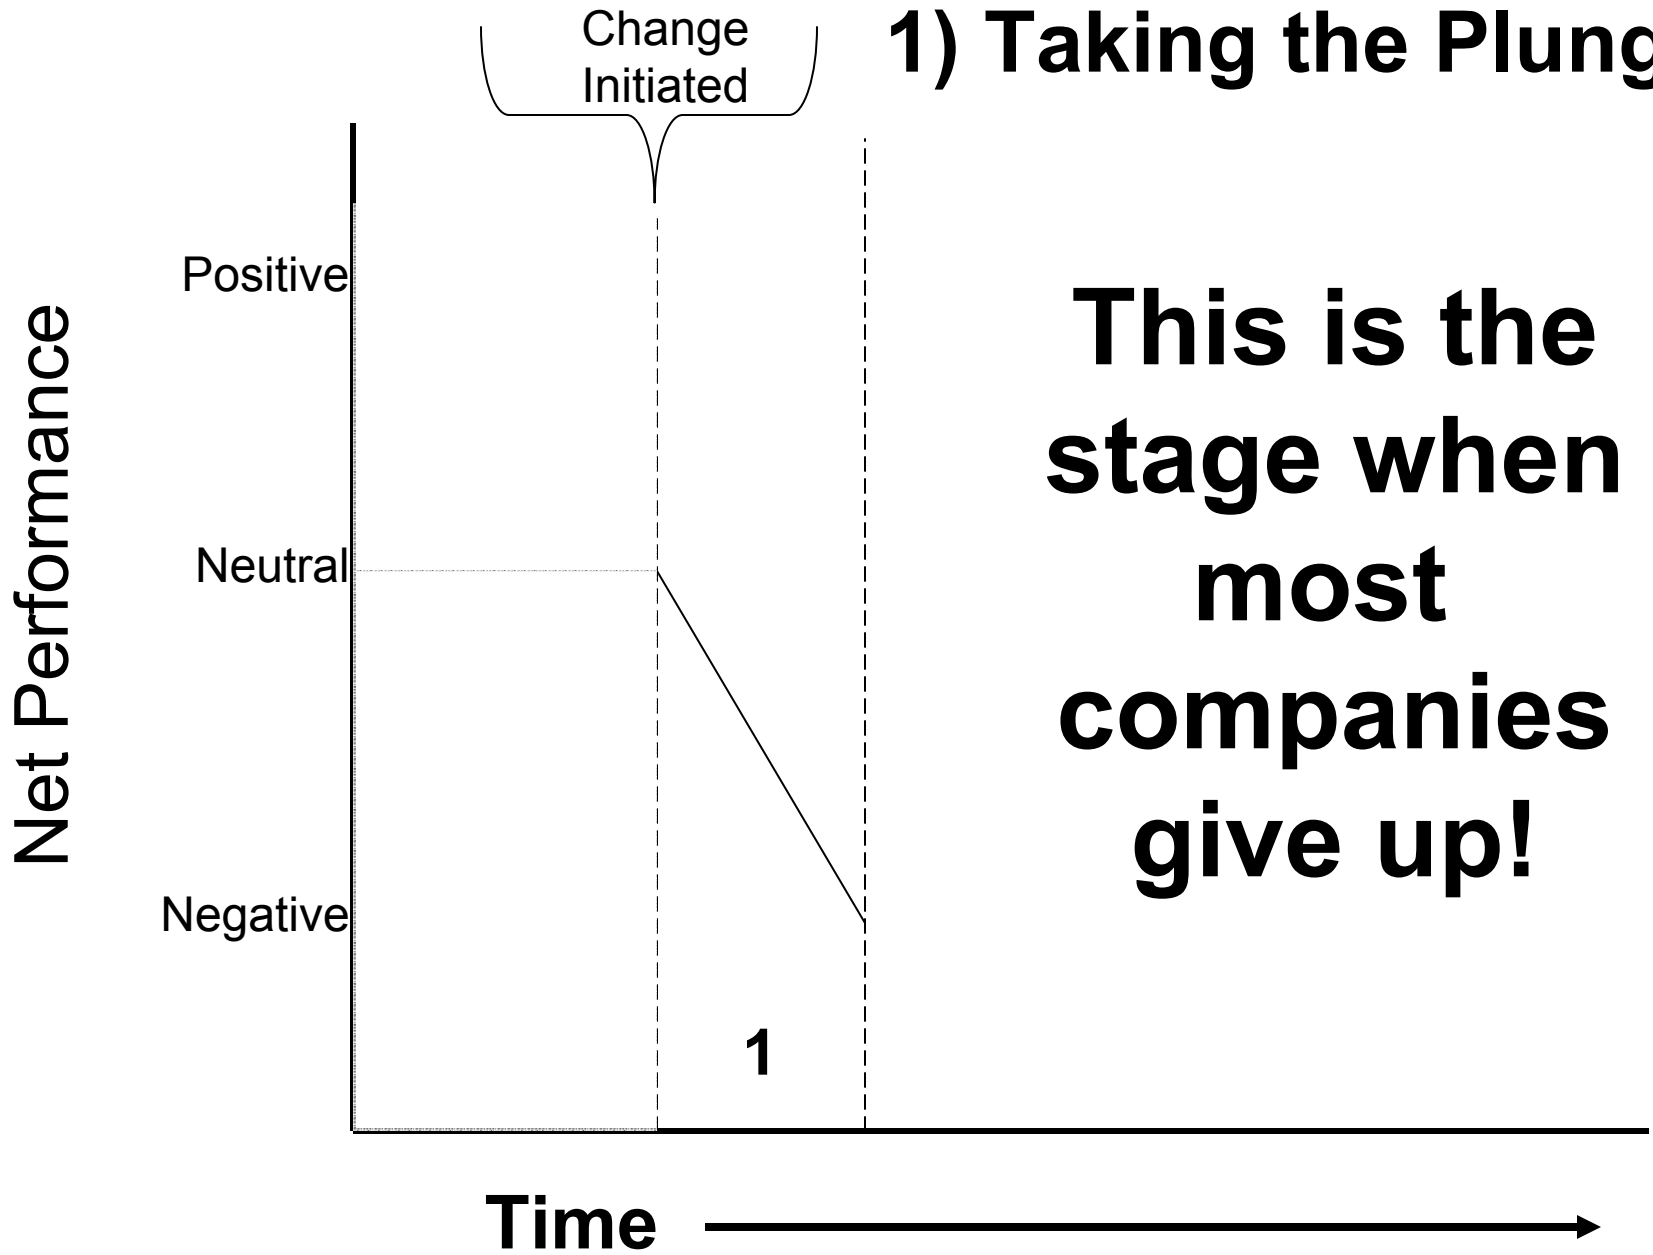 Change
Initiated
1) Taking the Plung
Positive
Neutral
Negative
Net Performance
This is the
stage when
most
companies
give up!
1
Time